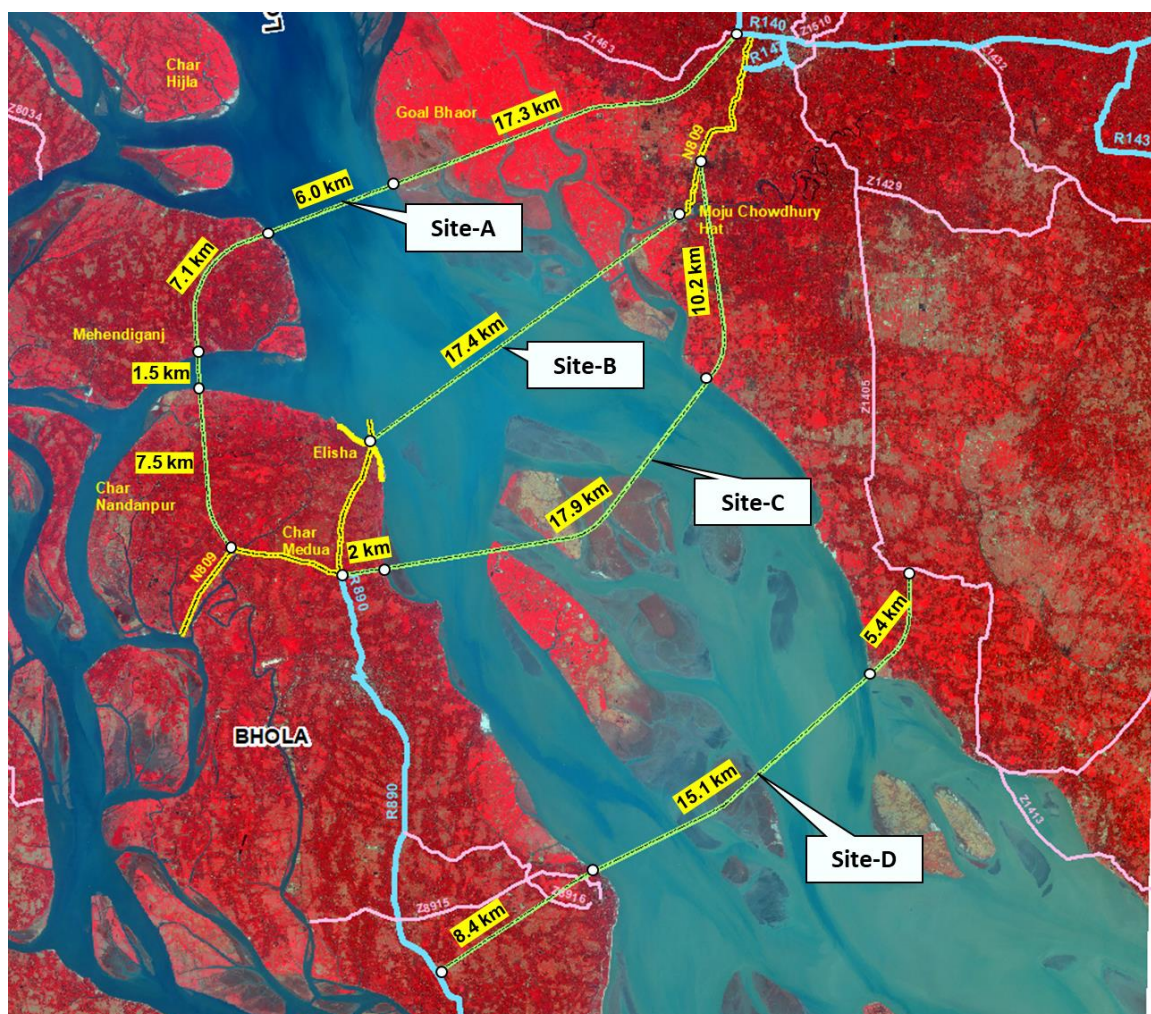 R140
Z1463
Z1510
R142
Z1432
Char
Hijla
Z8034
Goal Bhaor
17.3 km
N809
R143
6.0 km
Site-A
Z1429
Moju Chowdhury
Hat
7.1 km
10.2 km
Mehendiganj
1.5 km
17.4 km
Site-B
Z1405
Elisha
7.5 km
Char
Nandanpur
Site-C
17.9 km
Char
Medua
2 km
N809
R890
5.4 km
BHOLA
15.1 km
R890
Z1413
Site-D
Z8915
Z8916
8.4 km